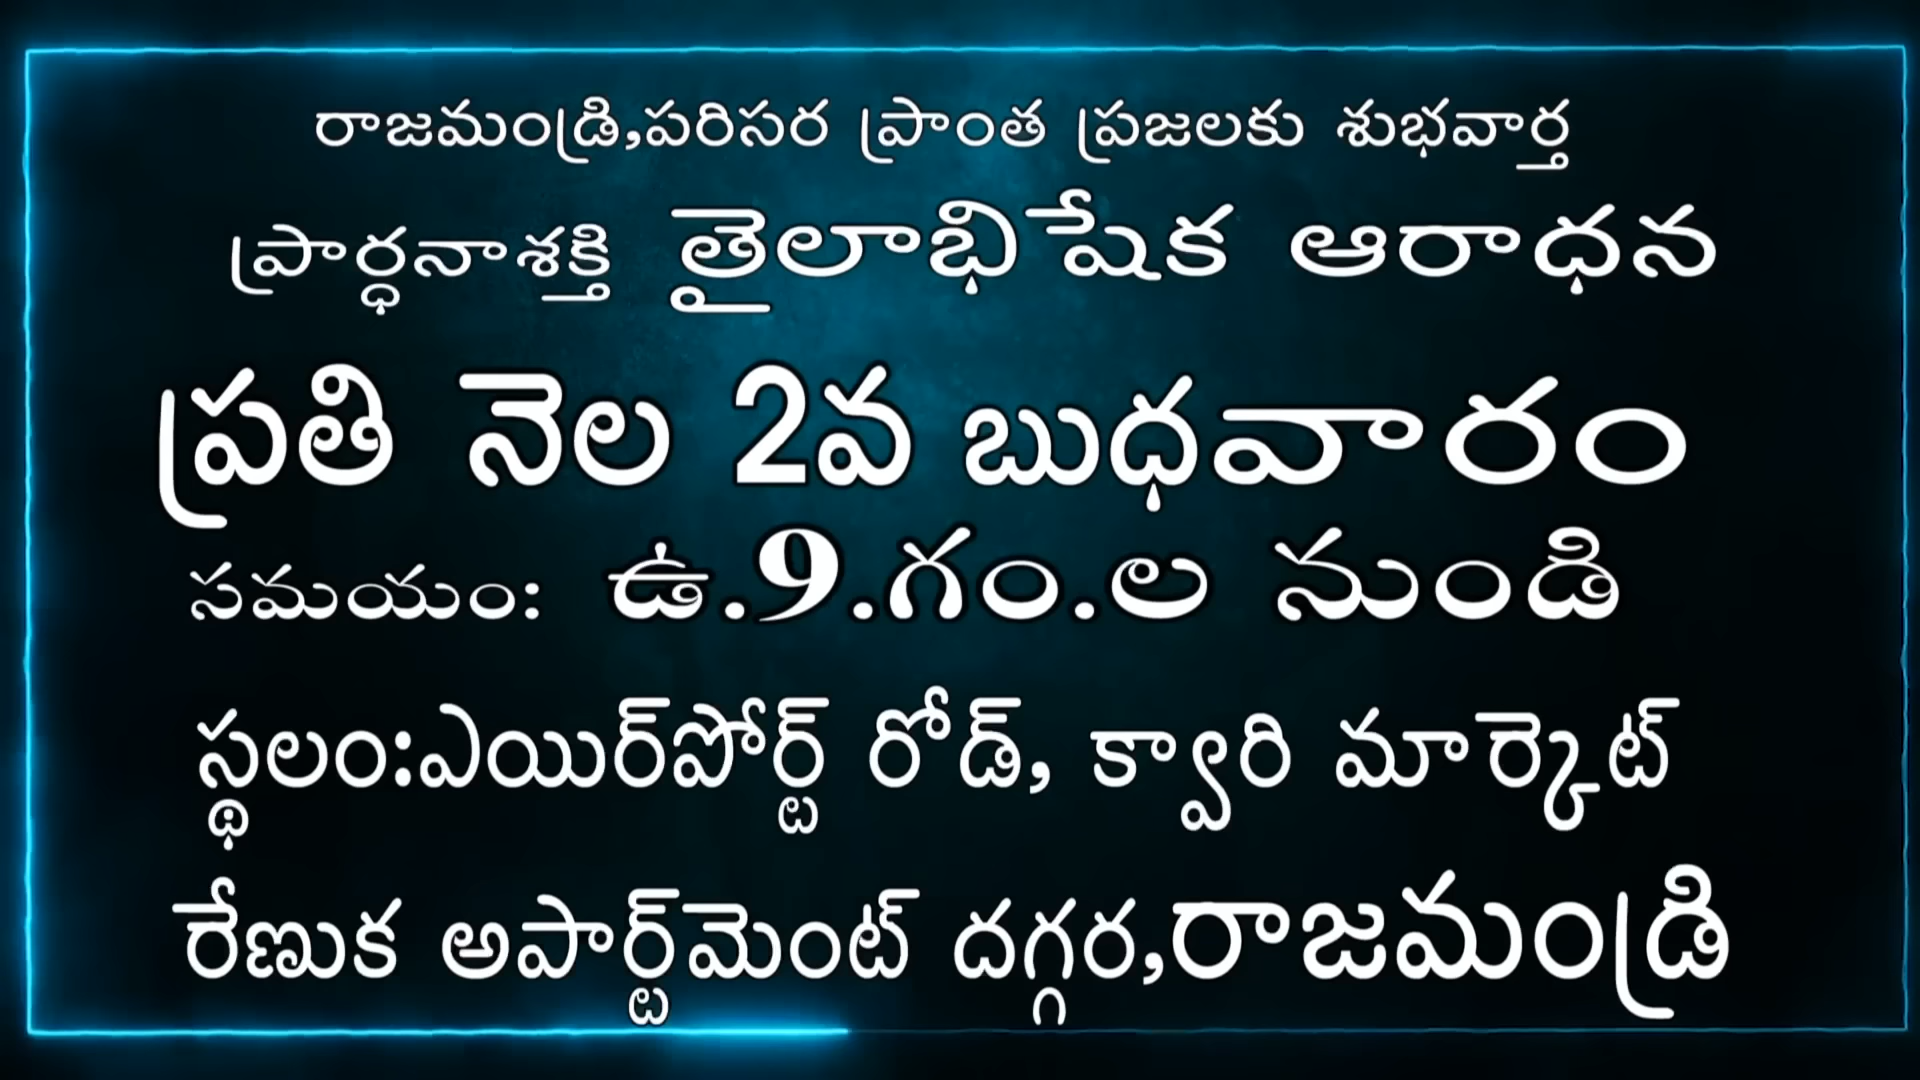 రాజమండ్రి,పరిసర ప్రాంత ప్రజలకు శుభవార్త
ప్రార్ధనాశక్తి తైలాభిషేక ఆరాధన
ప్రతి నెల 2వ బుధవారం
సమయం: ఉ.9.గం.ల నుండి
స్థలం:ఎయిర్‌పోర్ట్ రోడ్, క్వారి మార్కెట్
రేణుక అపార్ట్‌మెంట్ దగ్గర,రాజమండ్రి